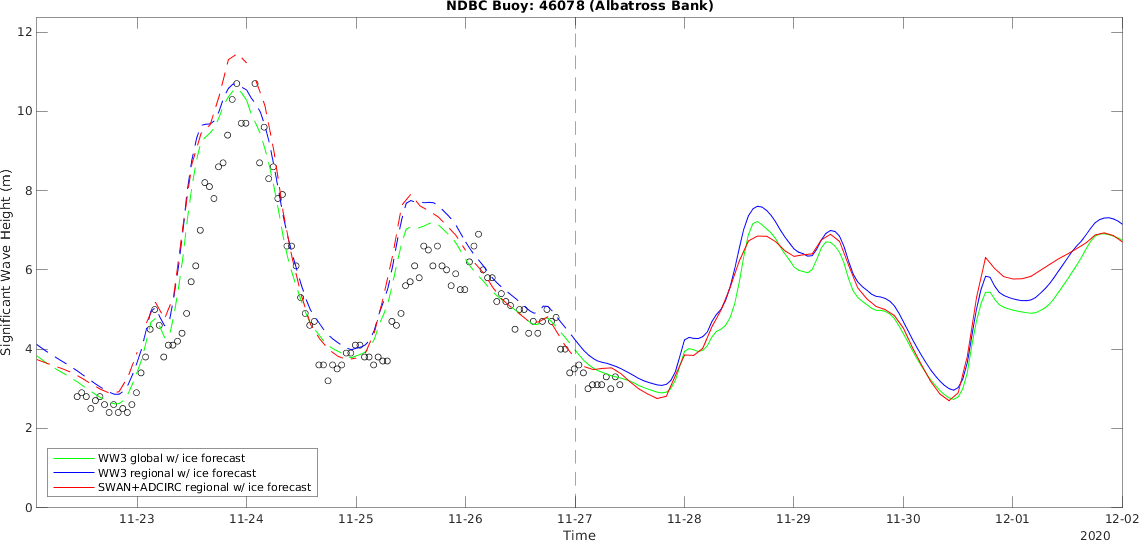 NDBC Buoy: 46078 (Albatross Bank)
12
10
8
6
4
2
0
Significant Wave Height (m)
WW3 global w/ ice forecast
WW3 regional w/ ice forecast
SWAN+ADCIRC regional w/ ice forecast
11-23 11-24 11-25 11-26 11-27 11-28 11-29 11-30 12-01 12-02
Time
2020